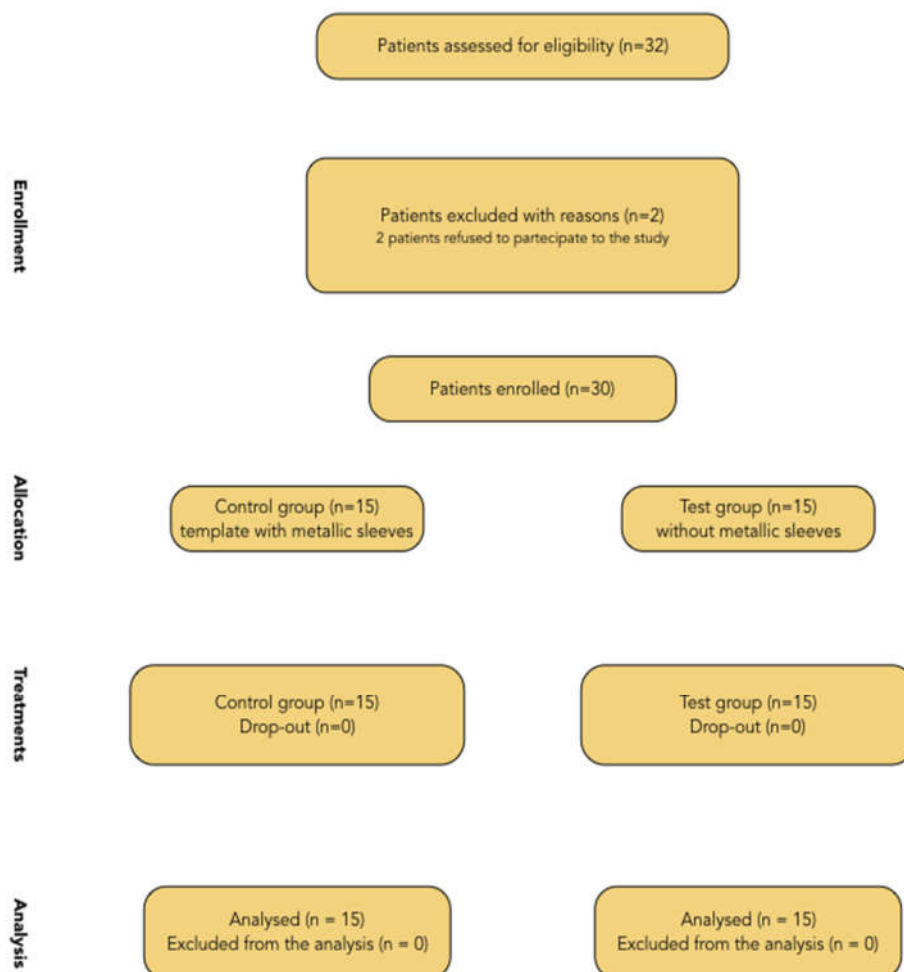 Patients assessed for eligibility (n=32)
Enrollment
Patients excluded with reasons (n=2)
2 patients refused to partecipate to the study
Patients enrolled (n=30)
Allocation
Control group (n=15)
template with metallic sleeves
Test group (n=15)
without metallic sleeves
Treatments
Control group (n=15)
Drop-out (n=0)
Test group (n=15)
Drop-out (n=0)
Analysis
Analysed (n = 15)
Excluded from the analysis (n = 0)
Analysed (n = 15)
Excluded from the analysis (n = 0)